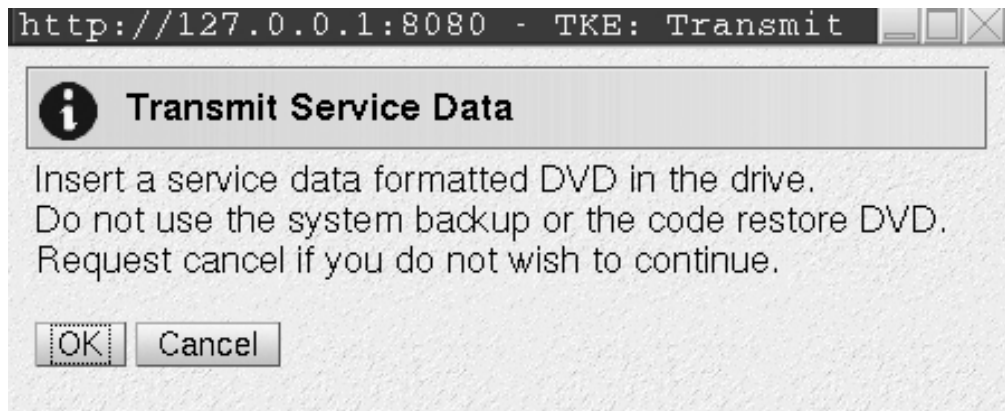 http://127.0.0.1:8080 - TKE: Transmit
Transmit Service Data
Insert a service data formatted DVD in the drive.
Do not use the system backup or the code restore DVD.
Request cancel if you do not wish to continue.
OK Cancel